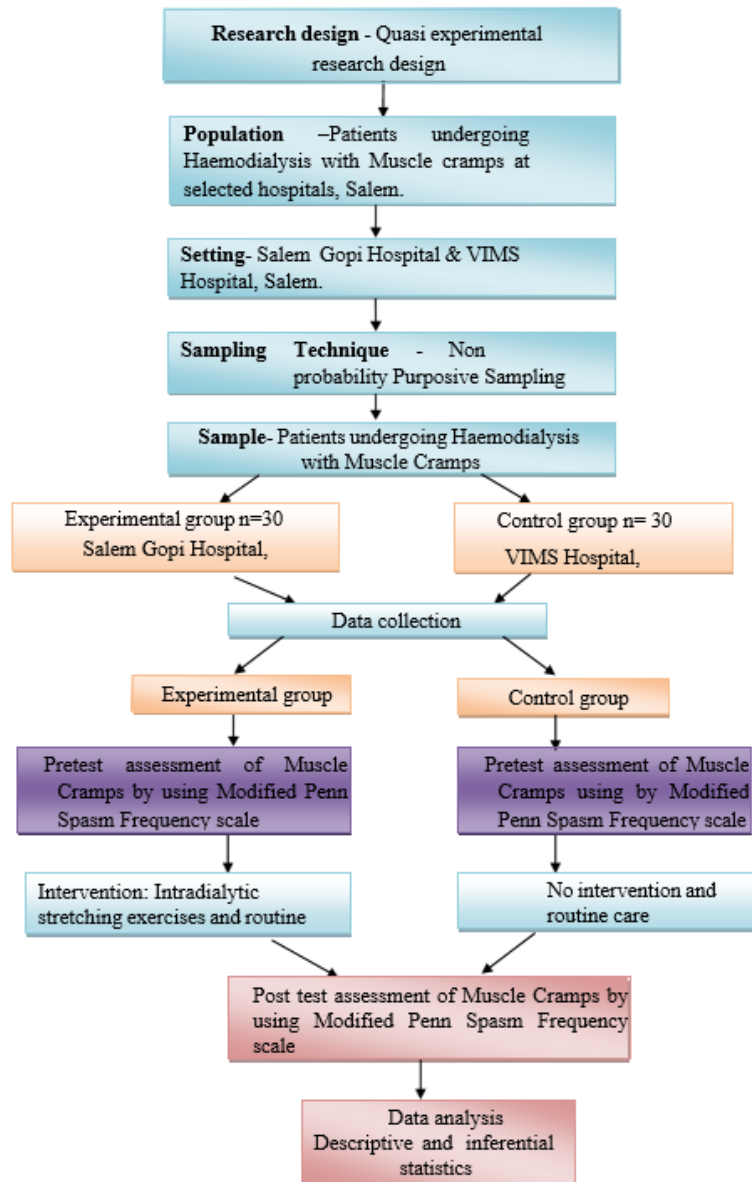 Research design - Quasi experimental
research design
Population –Patients undergoing
Haemodialysis with Muscle cramps at
selected hospitals, Salem.
Setting- Salem Gopi Hospital & VIMS
Hospital, Salem.
Sampling Technique - Non
probability Purposive Sampling
Sample- Patients undergoing Haemodialysis
with Muscle Cramps
Experimental group n=30
Salem Gopi Hospital,
Control group n= 30
VIMS Hospital,
Data collection
Experimental group
Control group
Pretest assessment of Muscle
Cramps by using Modified Penn
Spasm Frequency scale
Pretest assessment of Muscle
Cramps using by Modified
Penn Spasm Frequency scale
Intervention: Intradialytic
stretching exercises and routine
No intervention and
routine care
Post test assessment of Muscle Cramps by
using Modified Penn Spasm Frequency
scale
Data analysis
Descriptive and inferential
statistics